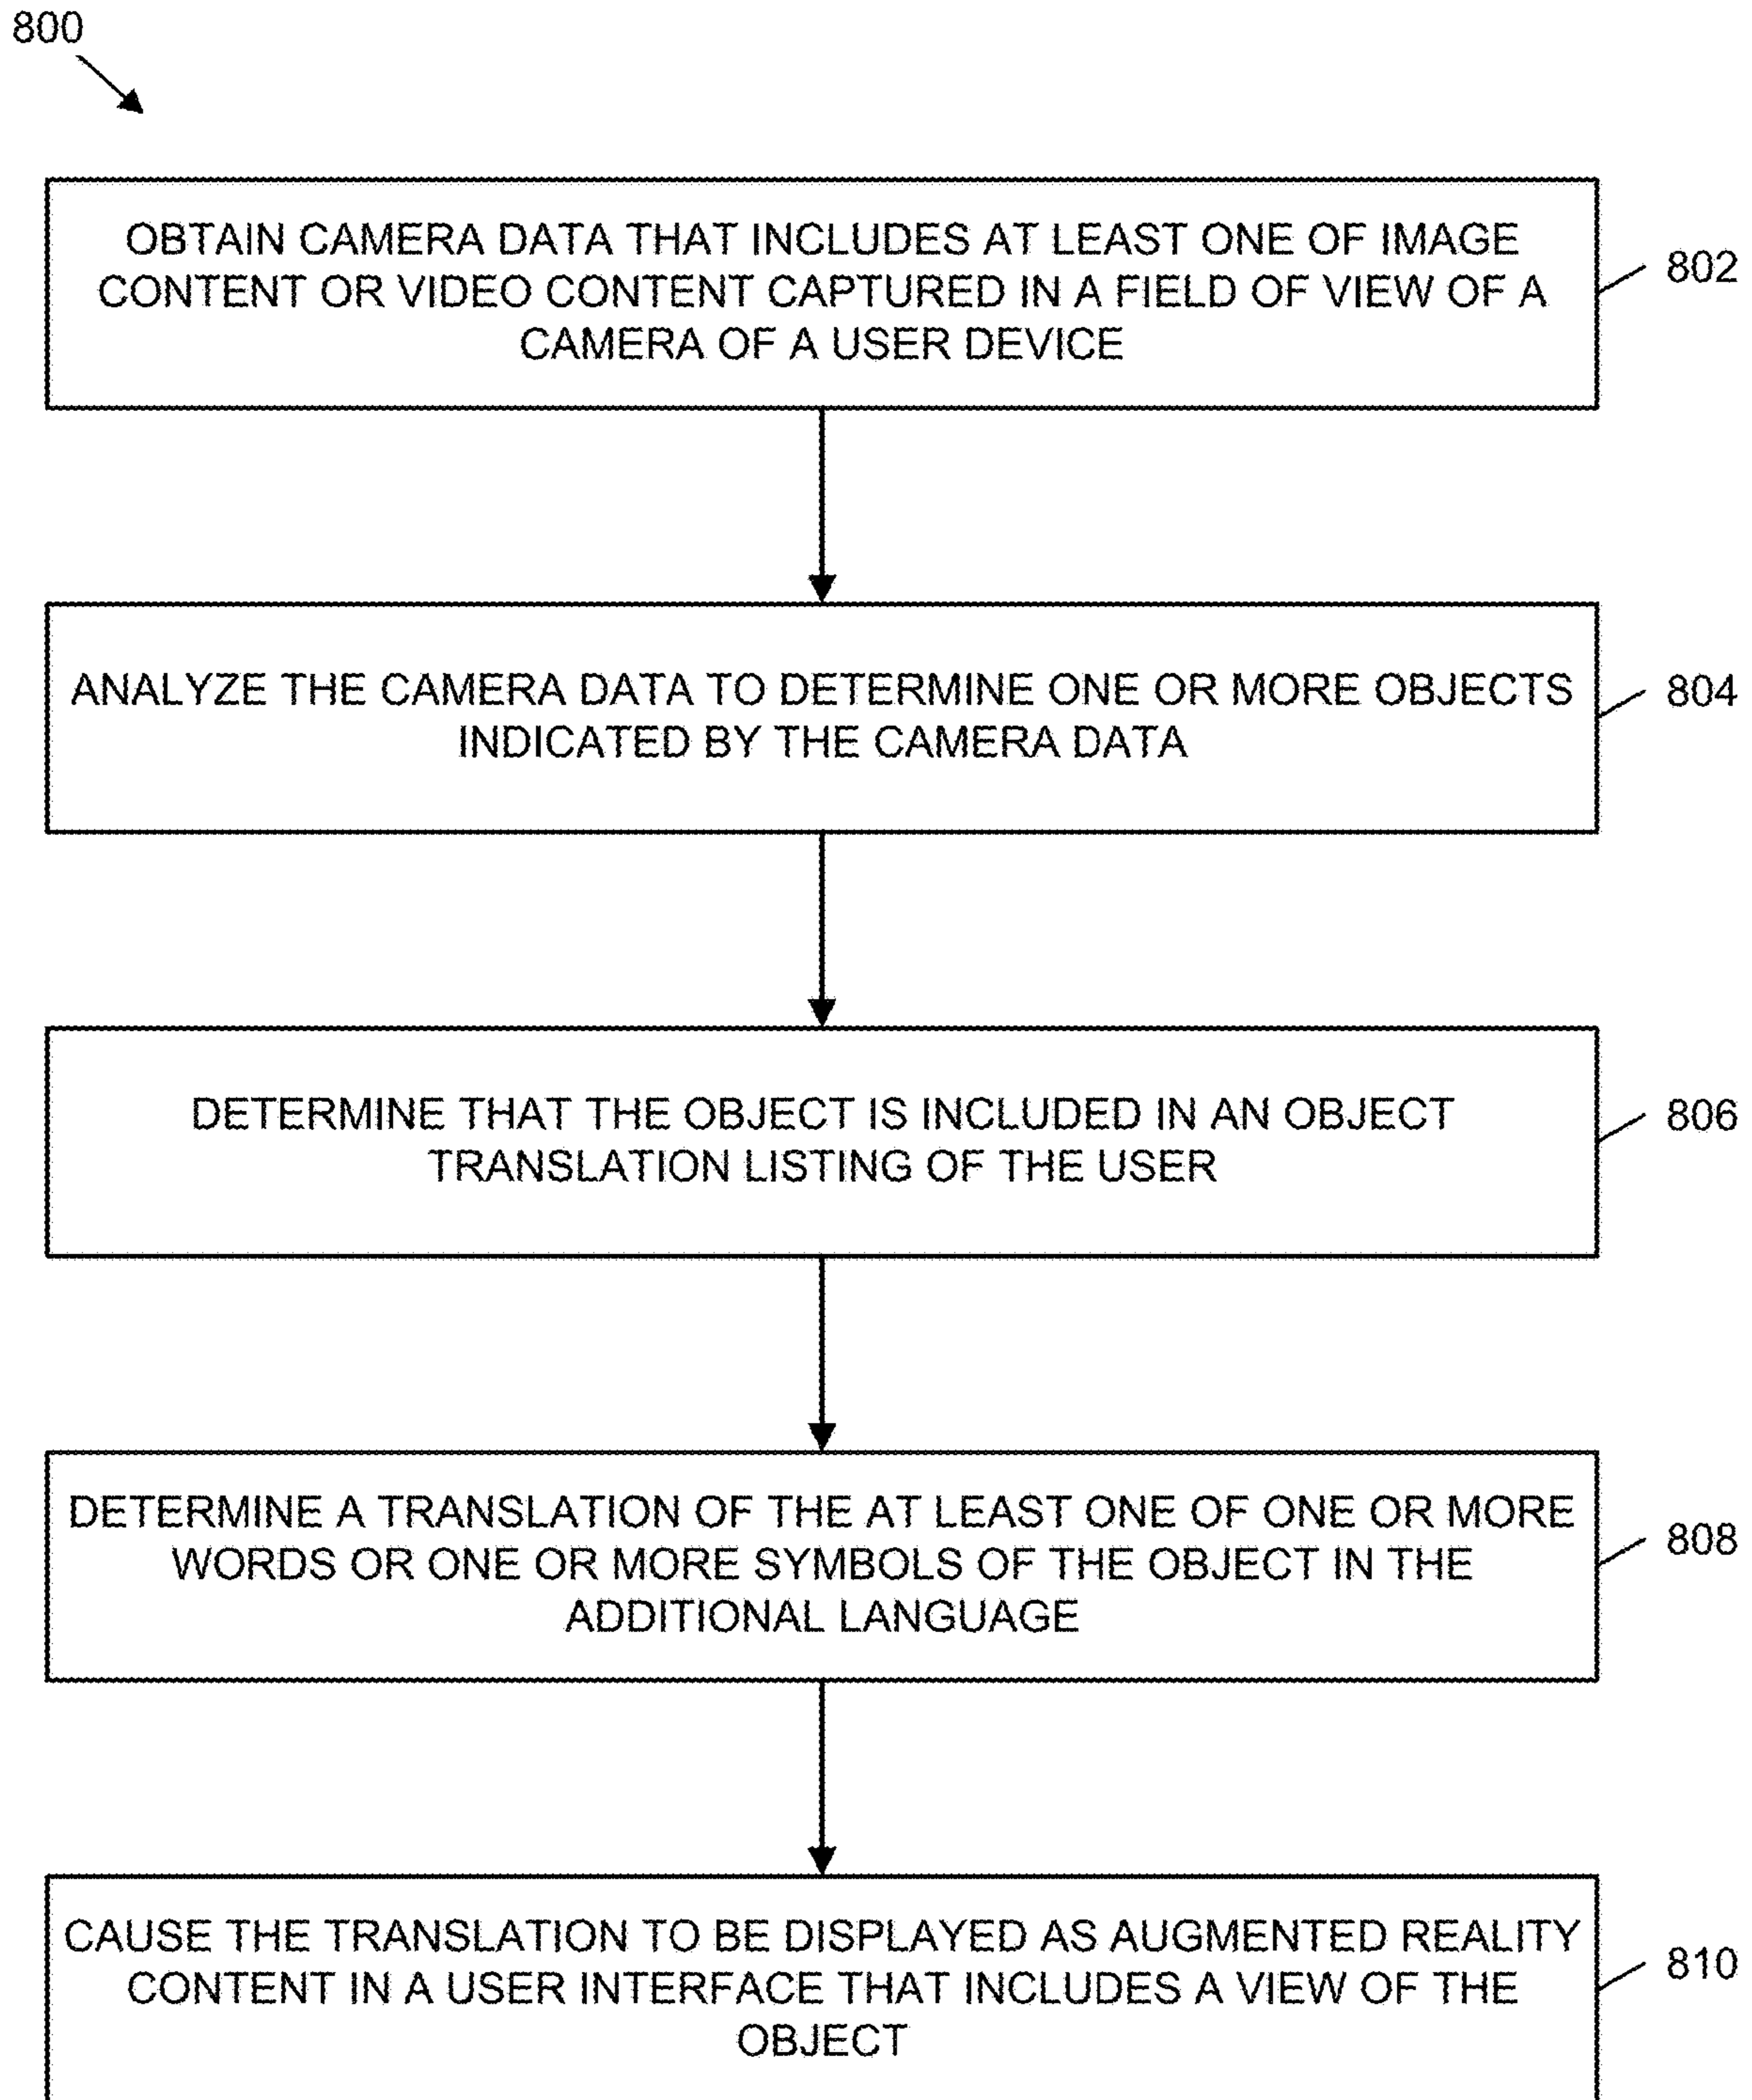 800
OBTAIN CAMERA DATA THAT INCLUDES AT LEAST ONE OF IMAGE
CONTENT OR VIDEO CONTENT CAPTURED IN A FIELD OF VIEW OF A
CAMERA OF A USER DEVICE
802
ANALYZE THE CAMERA DATA TO DETERMINE ONE OR MORE OBJECTS
INDICATED BY THE CAMERA DATA
804
DETERMINE THAT THE OBJECT IS INCLUDED IN AN OBJECT
TRANSLATION LISTING OF THE USER
806
DETERMINE A TRANSLATION OF THE AT LEAST ONE OF ONE OR MORE
WORDS OR ONE OR MORE SYMBOLS OF THE OBJECT IN THE
ADDITIONAL LANGUAGE
808
CAUSE THE TRANSLATION TO BE DISPLAYED AS AUGMENTED REALITY
CONTENT IN A USER INTERFACE THAT INCLUDES A VIEW OF THE
OBJECT
810